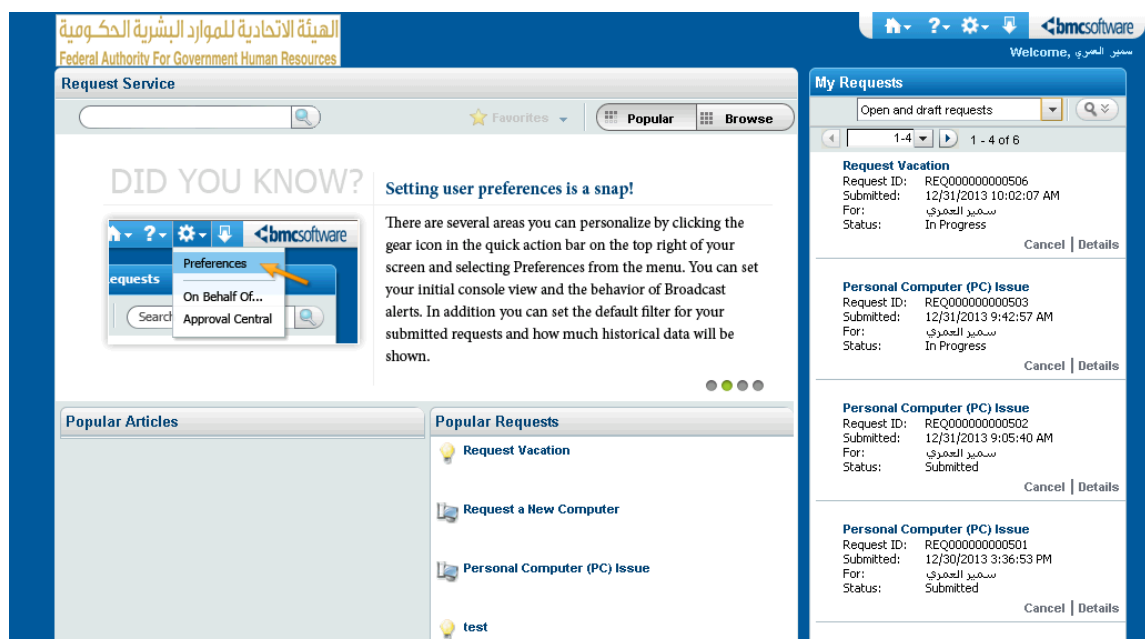 الهيئة الاتحادية للموارد البشرية الحكـومية
Federal Authority For Government Human Resources
bmcsoftware
Welcome, سمير العمري
Request Service
Favorites
Popular
Browse
DID YOU KNOW?
bmcsoftware
Preferences
equests
On Behalf Of...
Search
Approval Central
Setting user preferences is a snap!
There are several areas you can personalize by clicking the
gear icon in the quick action bar on the top right of your
screen and selecting Preferences from the menu. You can set
your initial console view and the behavior of Broadcast
alerts. In addition you can set the default filter for your
submitted requests and how much historical data will be
shown.
Popular Articles
Popular Requests
Request Vacation
Request a New Computer
Personal Computer (PC) Issue
test
My Requests
Open and draft requests
1-4 1 - 4 of 6
Request Vacation
Request ID: REQ000000000506
Submitted: 12/31/2013 10:02:07 AM
For: سمير العمري
Status: In Progress
Cancel | Details
Personal Computer (PC) Issue
Request ID: REQ000000000503
Submitted: 12/31/2013 9:42:57 AM
For: سمير العمري
Status: In Progress
Cancel | Details
Personal Computer (PC) Issue
Request ID: REQ000000000502
Submitted: 12/31/2013 9:05:40 AM
For: سمير العمري
Status: Submitted
Cancel | Details
Personal Computer (PC) Issue
Request ID: REQ000000000501
Submitted: 12/30/2013 3:36:53 PM
For: سمير العمري
Status: Submitted
Cancel | Details